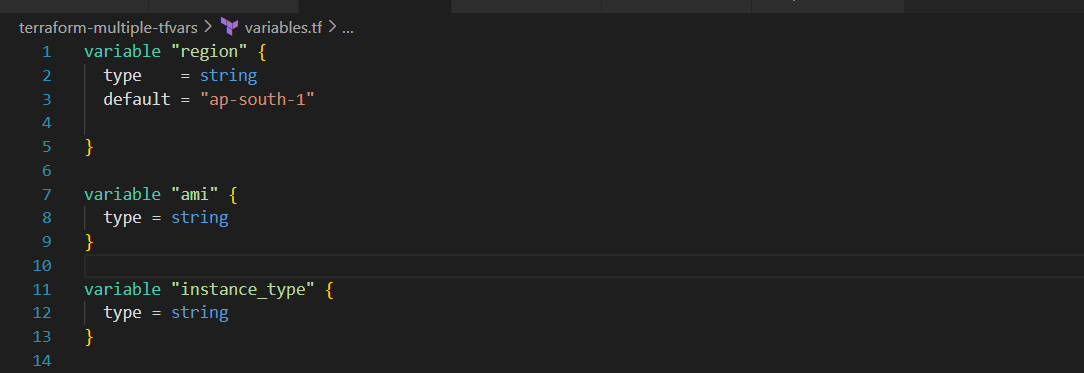 terraform-multiple-tfvars > variables.tf > ...
1 variable "region" {
2 type    = string
3 default = "ap-south-1"
4
5 }
6
7 variable "ami" {
8 type = string
9 }
10
11 variable "instance_type" {
12 type = string
13 }
14